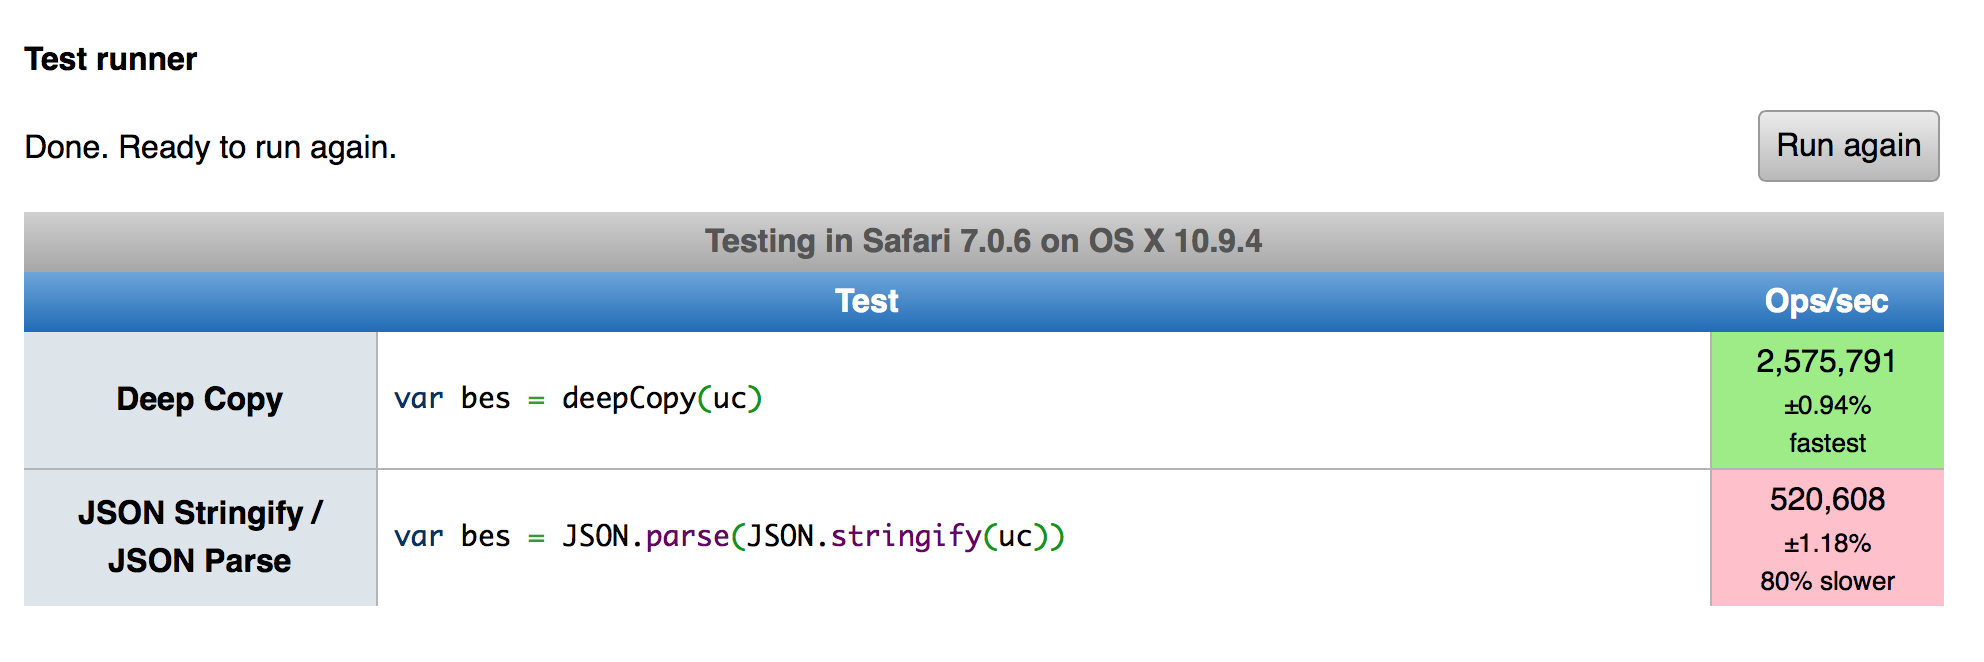 Test runner
Done. Ready to run again.
Run again
Testing in Safari 7.0.6 on OS X 10.9.4
Test
Ops/sec
Deep Copy
var bes = deepCopy(uc)
2,575,791
±0.94%
fastest
JSON Stringify /
JSON Parse
var bes = JSON.parse(JSON.stringify(uc))
520,608
±1.18%
80% slower